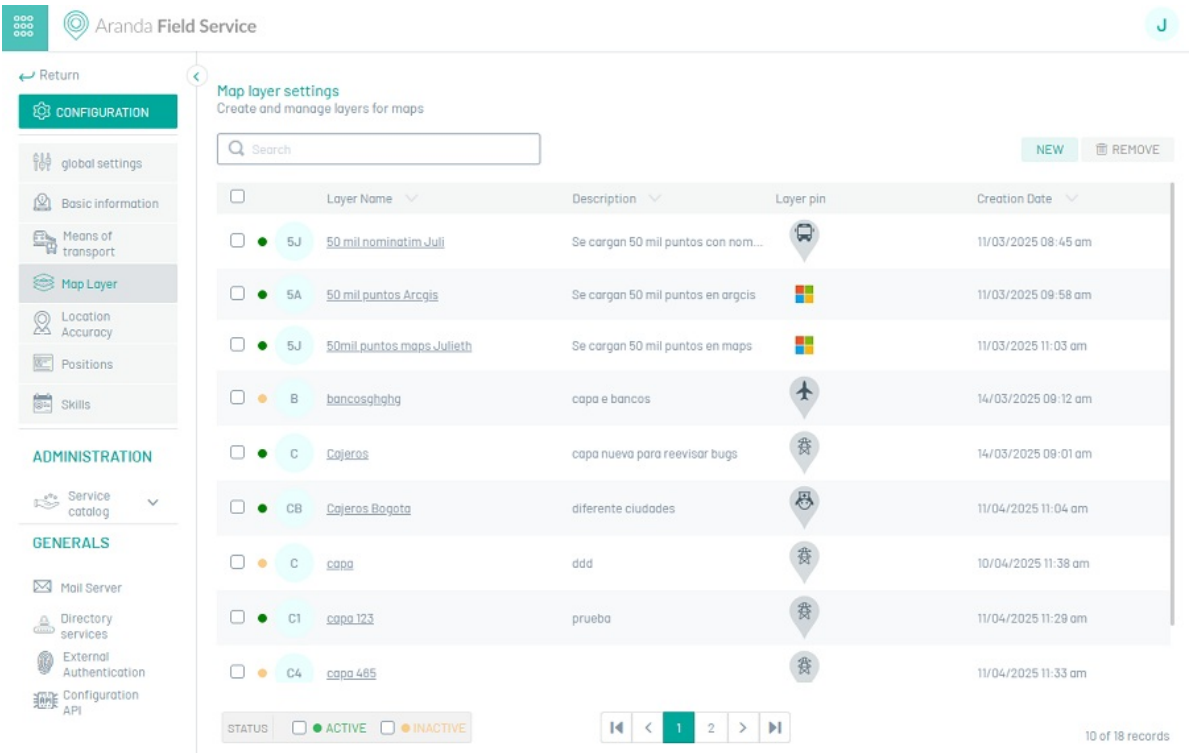 Aranda Field Service
J
Return
CONFIGURATION
global settings
Basic information
Means of
transport
Map Layer
Location
Accuracy
Positions
Skills
ADMINISTRATION
Service
catalog
GENERALS
Mail Server
Directory
services
External
Authentication
Configuration
API
Map layer settings
Create and manage layers for maps
Search
NEW
REMOVE
Layer Name Description Layer pin Creation Date
5J 50 mil nominatim Juli Se cargan 50 mil puntos con nom... 11/03/2025 08:45 am
5A 50 mil puntos Arcgis Se cargan 50 mil puntos en argcis 11/03/2025 09:58 am
5J 50mil puntos maps Julieth Se cargan 50 mil puntos en maps 11/03/2025 11:03 am
B bancosghghg capa e bancos 14/03/2025 09:12 am
C Cajeros capa nueva para reevisar bugs 14/03/2025 09:01 am
CB Cajeros Bogota diferente ciudades 11/04/2025 11:04 am
C capa ddd 10/04/2025 11:38 am
C1 capa 123 prueba 11/04/2025 11:29 am
C4 capa 465 11/04/2025 11:33 am
STATUS ACTIVE INACTIVE
1 2
10 of 18 records